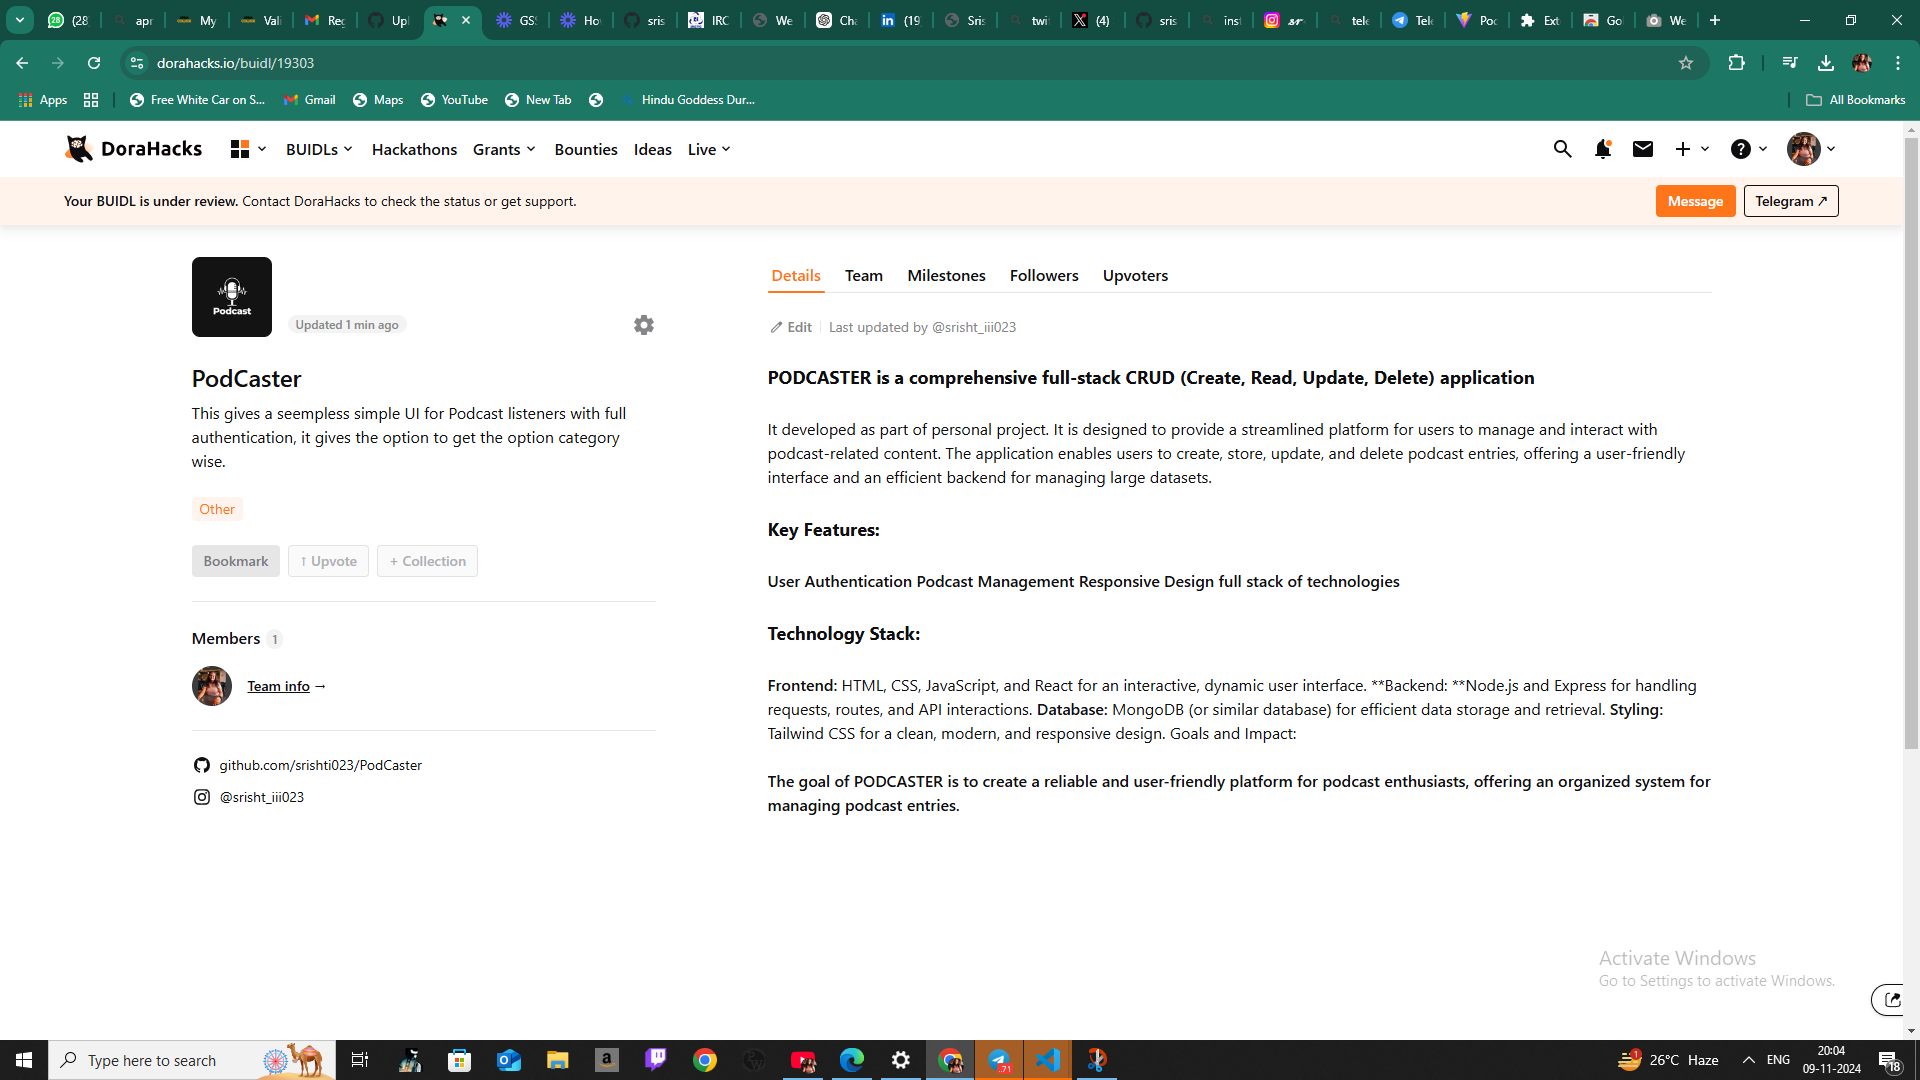 (28
apr
My
Vali
Reg
Upl
GSS
Ho
sris
IRC
We
Cha
(19
Sris
twi
(4)
sris
inst
sr
tele
Tele
Poc
Ext
Go
We
dorahacks.io/buidl/19303
Apps
Free White Car on S...
Gmail
Maps
YouTube
New Tab
Hindu Goddess Dur...
All Bookmarks
DoraHacks
BUIDLs
Hackathons
Grants
Bounties
Ideas
Live
Your BUIDL is under review. Contact DoraHacks to check the status or get support.
Message
Telegram ↗
Podcast
Updated 1 min ago
PodCaster
This gives a seempless simple UI for Podcast listeners with full
authentication, it gives the option to get the option category
wise.
Other
Bookmark
↑ Upvote
+ Collection
Members 1
Team info →
github.com/srishti023/PodCaster
@srisht_iii023
Details
Team
Milestones
Followers
Upvoters
Edit
Last updated by @srisht_iii023
PODCASTER is a comprehensive full-stack CRUD (Create, Read, Update, Delete) application
It developed as part of personal project. It is designed to provide a streamlined platform for users to manage and interact with
podcast-related content. The application enables users to create, store, update, and delete podcast entries, offering a user-friendly
interface and an efficient backend for managing large datasets.
Key Features:
User Authentication Podcast Management Responsive Design full stack of technologies
Technology Stack:
Frontend: HTML, CSS, JavaScript, and React for an interactive, dynamic user interface. **Backend: **Node.js and Express for handling
requests, routes, and API interactions. Database: MongoDB (or similar database) for efficient data storage and retrieval. Styling:
Tailwind CSS for a clean, modern, and responsive design. Goals and Impact:
The goal of PODCASTER is to create a reliable and user-friendly platform for podcast enthusiasts, offering an organized system for
managing podcast entries.
Activate Windows
Go to Settings to activate Windows.
Type here to search
.71
1
26°C Haze
ENG
20:04
09-11-2024
18